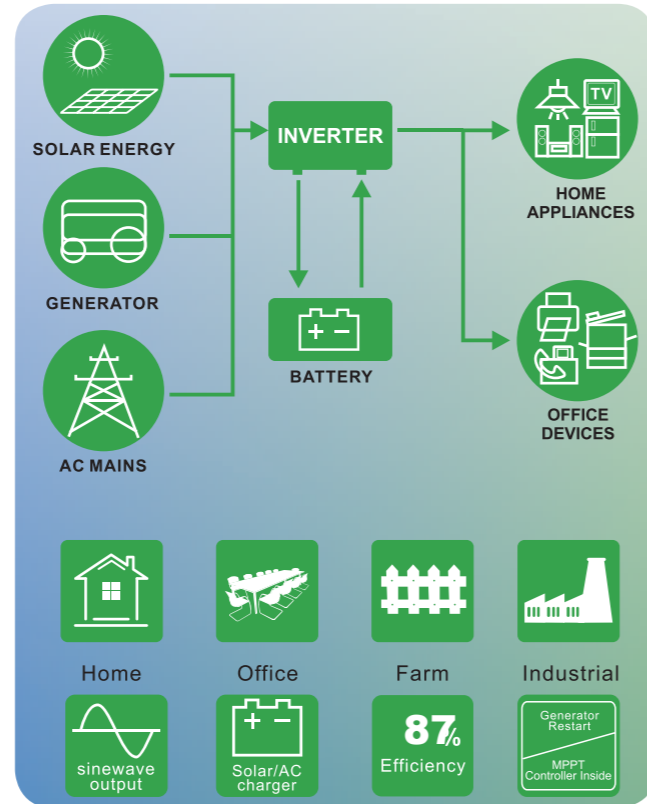 SOLAR ENERGY
INVERTER
TV
HOME
APPLIANCES
GENERATOR
+ −
BATTERY
AC MAINS
OFFICE
DEVICES
Home
Office
Farm
Industrial
sinewave
output
+ −
Solar/AC
charger
87%
Efficiency
Generator
Restart
MPPT
Controller Inside